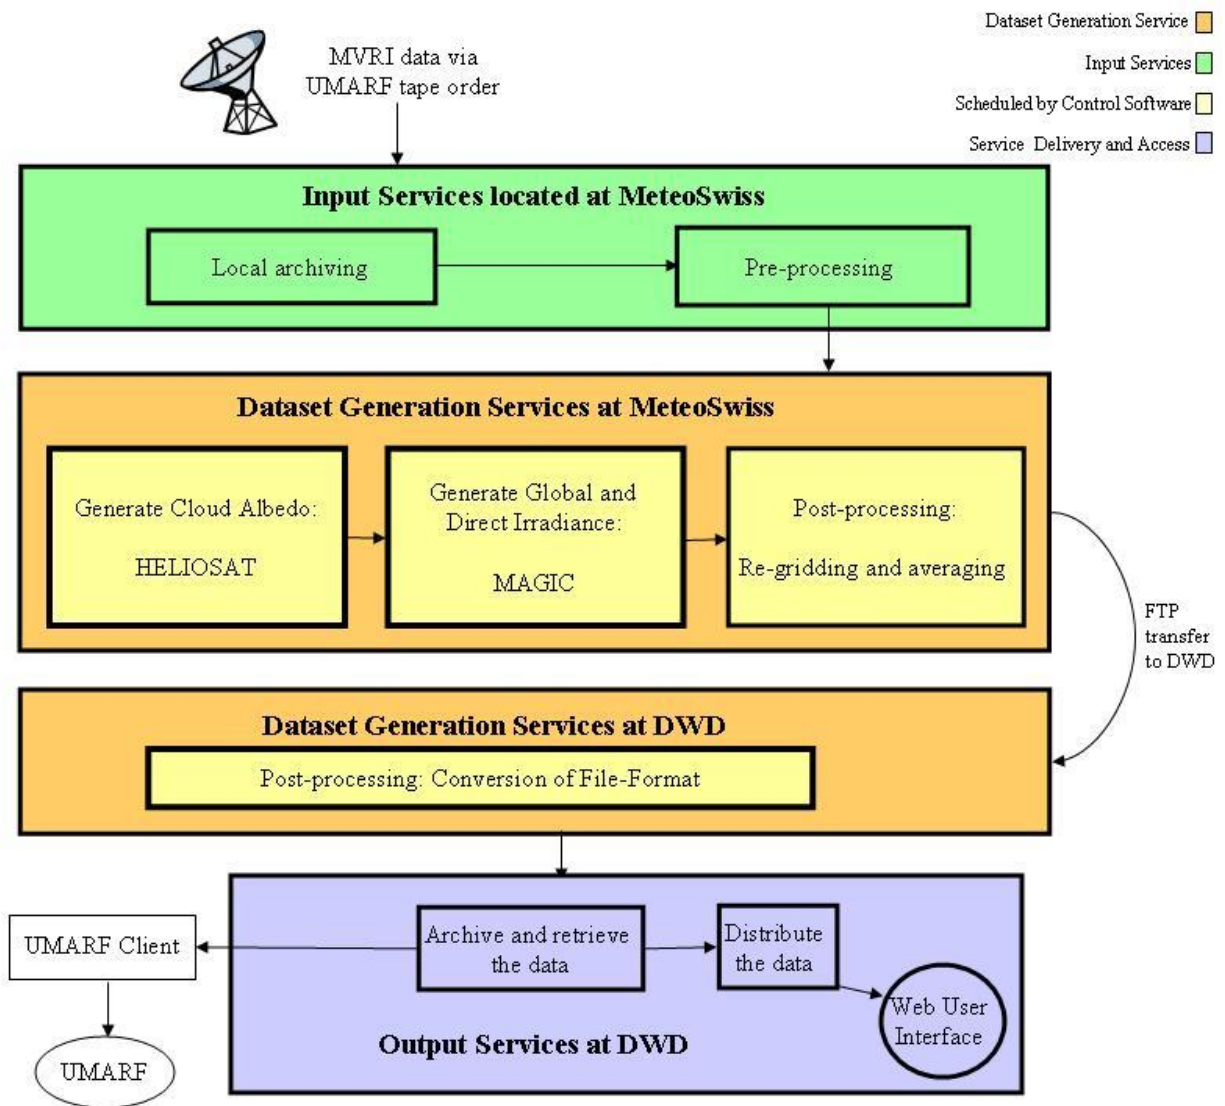 Dataset Generation Service
MVRI data via
UMARF tape order
Input Services
Scheduled by Control Software
Service Delivery and Access
Input Services located at MeteoSwiss
Local archiving
Pre-processing
Dataset Generation Services at MeteoSwiss
Generate Cloud Albedo:
HELIOSAT
Generate Global and
Direct Irradiance:
MAGIC
Post-processing:
Re-gridding and averaging
FTP
transfer
to DWD
Dataset Generation Services at DWD
Post-processing: Conversion of File-Format
UMARF Client
UMARF
Archive and retrieve
the data
Distribute
the data
Web User
Interface
Output Services at DWD